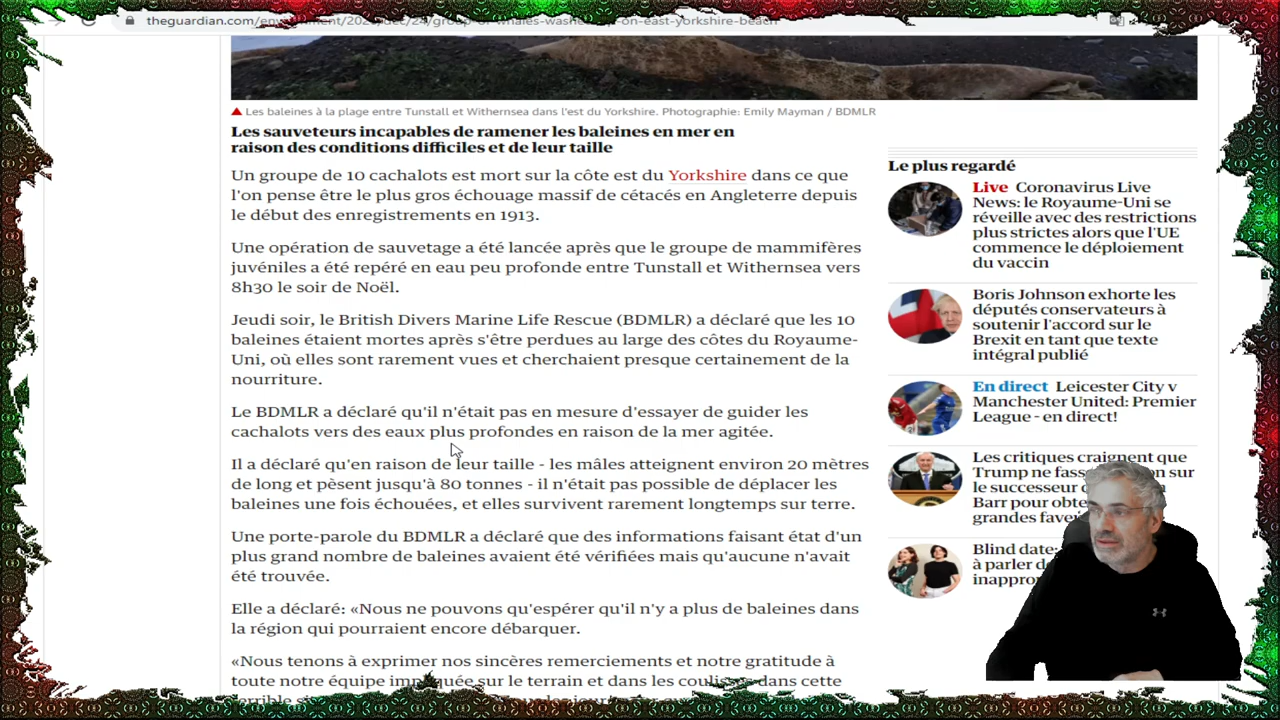 theguardian.com/
-on-east-yorkshire-beach
Les baleines à la plage entre Tunstall et Withernsea dans l'est du Yorkshire. Photographie: Emily Mayman / BDMLR
Les sauveteurs incapables de ramener les baleines en mer en
raison des conditions difficiles et de leur taille
Un groupe de 10 cachalots est mort sur la côte est du Yorkshire dans ce que
l'on pense être le plus gros échouage massif de cétacés en Angleterre depuis
le début des enregistrements en 1913.
Une opération de sauvetage a été lancée après que le groupe de mammifères
juvéniles a été repéré en eau peu profonde entre Tunstall et Withernsea vers
8h30 le soir de Noël.
Jeudi soir, le British Divers Marine Life Rescue (BDMLR) a déclaré que les 10
baleines étaient mortes après s'être perdues au large des côtes du Royaume-
Uni, où elles sont rarement vues et cherchaient presque certainement de la
nourriture.
Le BDMLR a déclaré qu'il n'était pas en mesure d'essayer de guider les
cachalots vers des eaux plus profondes en raison de la mer agitée.
Il a déclaré qu'en raison de leur taille - les mâles atteignent environ 20 mètres
de long et pèsent jusqu'à 80 tonnes - il n'était pas possible de déplacer les
baleines une fois échouées, et elles survivent rarement longtemps sur terre.
Une porte-parole du BDMLR a déclaré que des informations faisant état d'un
plus grand nombre de baleines avaient été vérifiées mais qu'aucune n'avait
été trouvée.
Elle a déclaré: «Nous ne pouvons qu'espérer qu'il n'y a plus de baleines dans
la région qui pourraient encore débarquer.
«Nous tenons à exprimer nos sincères remerciements et notre gratitude à
toute notre équipe impliquée sur le terrain et dans les coulisses dans cette
Le plus regardé
Live Coronavirus Live
News: le Royaume-Uni se
réveille avec des restrictions
plus strictes alors que l'UE
commence le déploiement
du vaccin
Boris Johnson exhorte les
députés conservateurs à
soutenir l'accord sur le
Brexit en tant que texte
intégral publié
En direct Leicester City v
Manchester United: Premier
League - en direct!
Les critiques craignent que
Trump ne fasse sur
le successeur
Barr pour
grandes
Blind date:
à parler